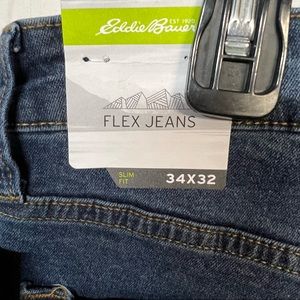 EST 1920
Eddie Bauer
FLEX JEANS
SLIM
FIT
34X32